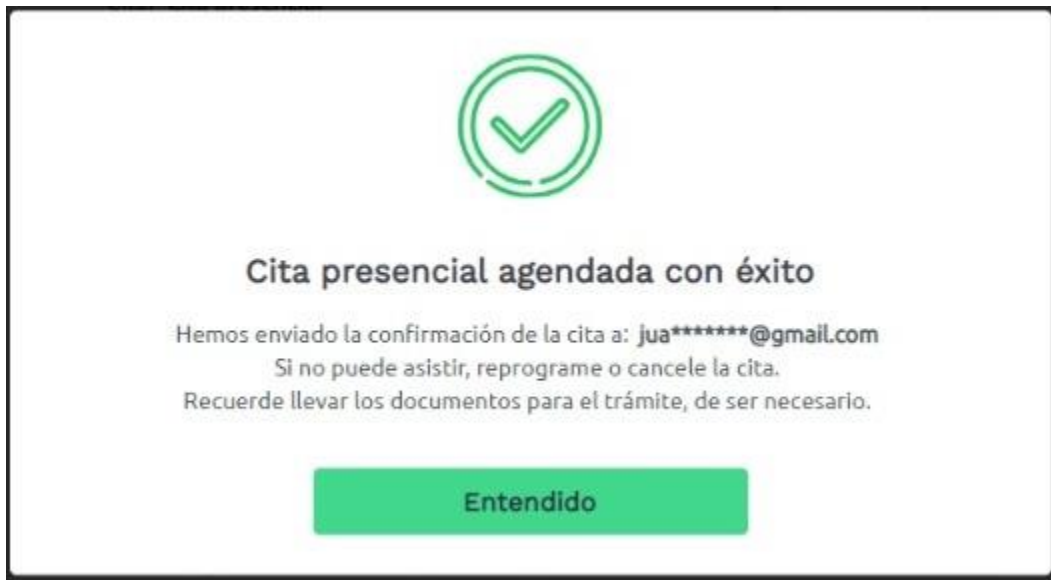 Cita presencial agendada con éxito
Hemos enviado la confirmación de la cita a: jua*******@gmail.com
Si no puede asistir, reprograme o cancele la cita.
Recuerde llevar los documentos para el trámite, de ser necesario.
Entendido